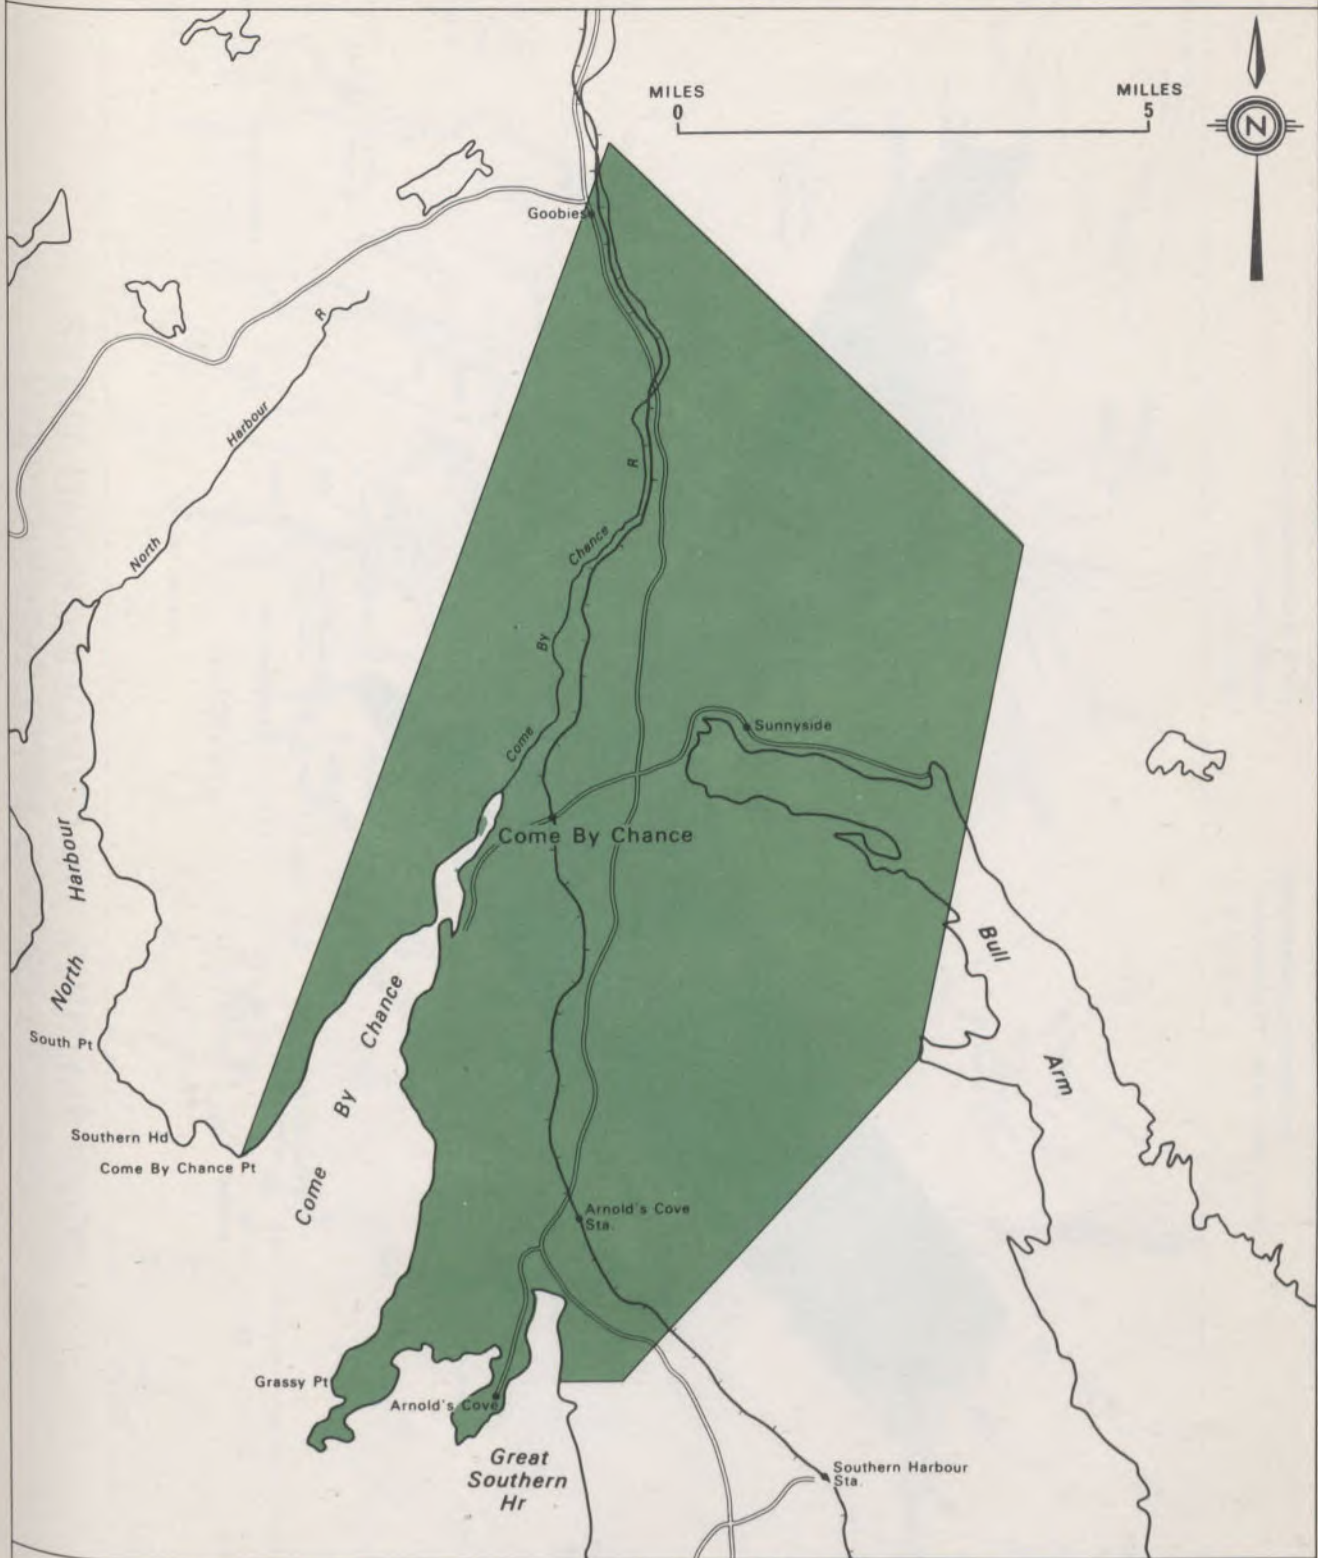 MILES
MILLES
0
5
N
Goobies
R
Harbour
North
R
Chance
By
Come
Sunnyside
Come By Chance
Harbour
North
Bull
Arm
Chance
By
Come
South Pt
Southern Hd
Come By Chance Pt
Arnold's Cove
Sta.
Grassy Pt
Arnold's Cove
Great
Southern
Hr
Southern Harbour
Sta.